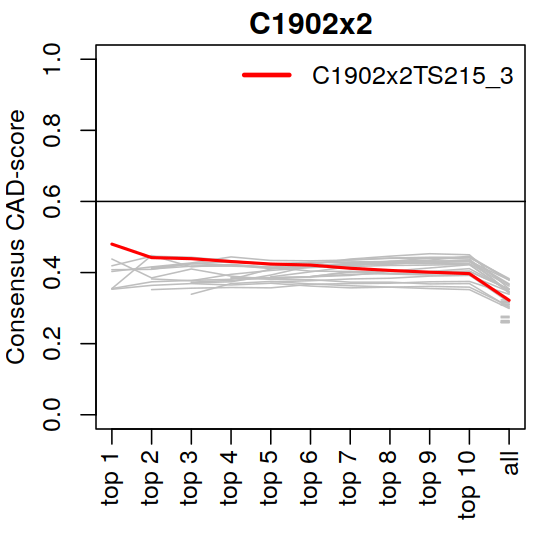 C1902x2
C1902x2TS215_3
Consensus CAD-score
1.0
0.8
0.6
0.4
0.2
0.0
top 1
top 2
top 3
top 4
top 5
top 6
top 7
top 8
top 9
top 10
all